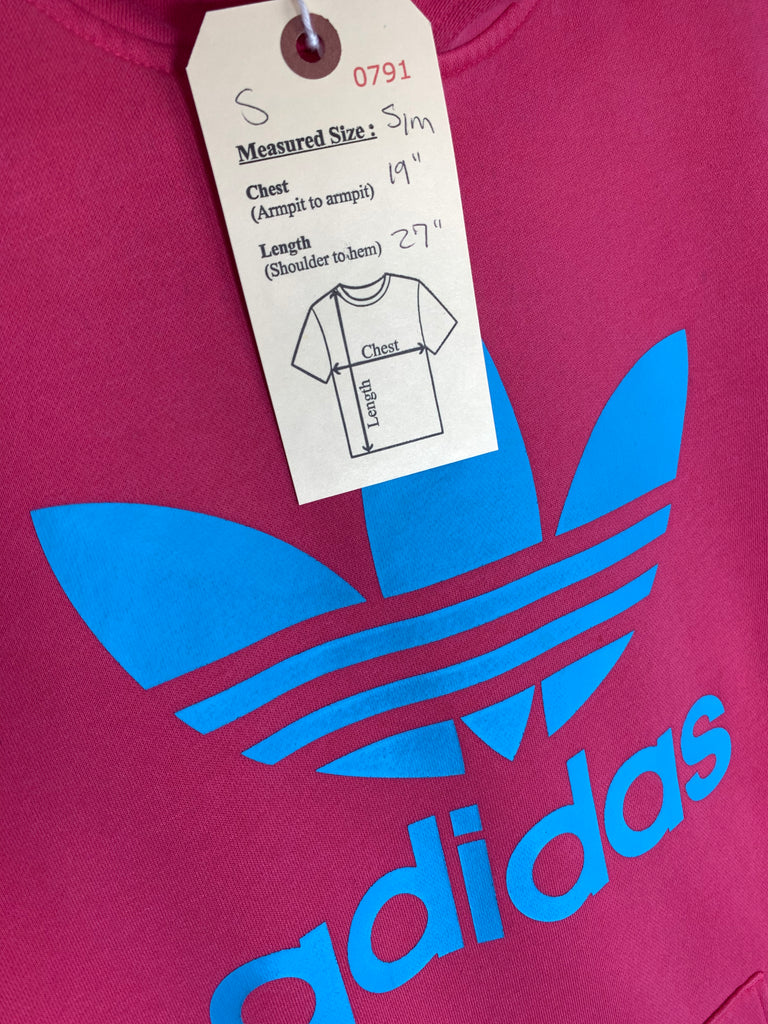 0791
S
Measured Size : S/m
Chest 19"
(Armpit to armpit)
Length 27"
(Shoulder to hem)
Chest
Length
adidas